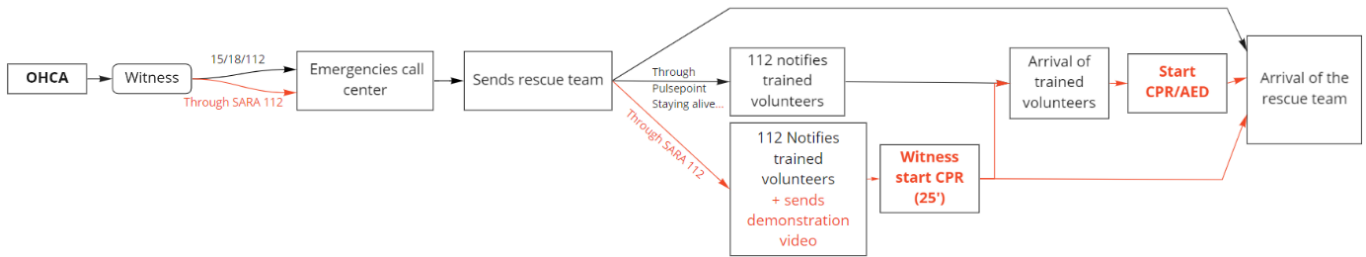 OHCA
Witness
15/18/112
Through SARA 112
Emergencies call
center
Sends rescue team
Through
Pulsepoint
Staying alive...
Through SARA 112
112 notifies
trained
volunteers
112 Notifies
trained
volunteers
+ sends
demonstration
video
Witness
start CPR
(25')
Arrival of
trained
volunteers
Start
CPR/AED
Arrival of the
rescue team